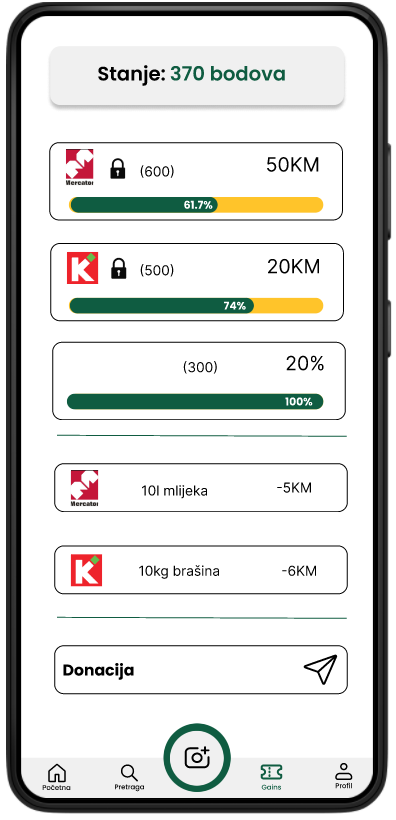 Stanje: 370 bodova
Mercator
(600)
50KM
61.7%
K
(500)
20KM
74%
(300)
20%
100%
Mercator
10l mlijeka
-5KM
K
10kg brašina
-6KM
Donacija
Početna
Pretraga
Gains
Profil